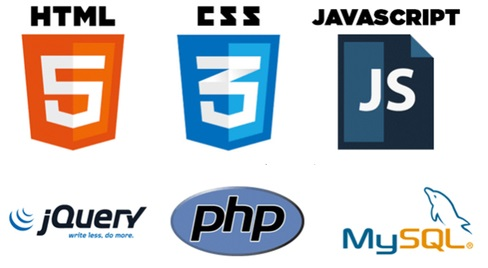 HTML
CSS
JAVASCRIPT
5
3
JS
jQuery
write less, do more.
php
MySQL®